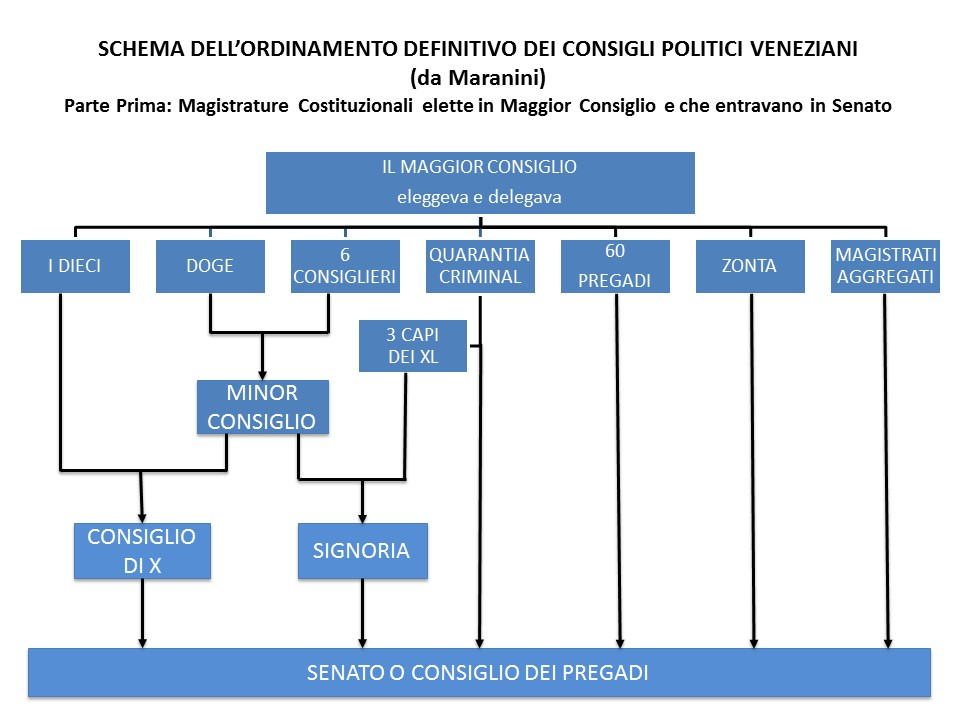 SCHEMA DELL’ORDINAMENTO DEFINITIVO DEI CONSIGLI POLITICI VENEZIANI
(da Maranini)
Parte Prima: Magistrature Costituzionali elette in Maggior Consiglio e che entravano in Senato
IL MAGGIOR CONSIGLIO
eleggeva e delegava
I DIECI
DOGE
6
CONSIGLIERI
QUARANTIA
CRIMINAL
60
PREGADI
ZONTA
MAGISTRATI
AGGREGATI
3 CAPI
DEI XL
MINOR
CONSIGLIO
CONSIGLIO
DI X
SIGNORIA
SENATO O CONSIGLIO DEI PREGADI